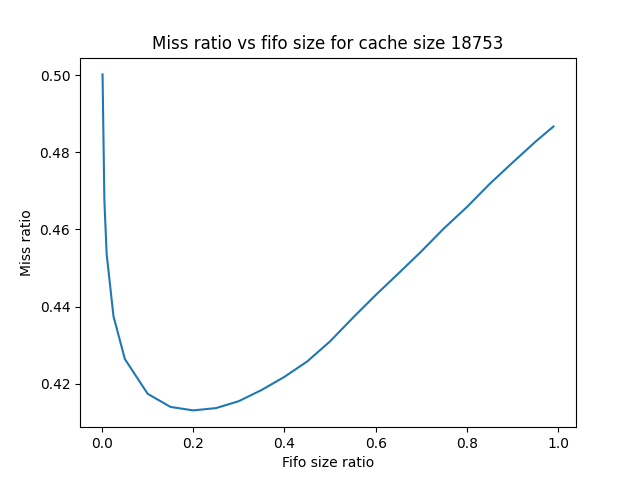 Miss ratio vs fifo size for cache size 18753
0.50
0.48
0.46
0.44
0.42
Miss ratio
0.0 0.2 0.4 0.6 0.8 1.0
Fifo size ratio